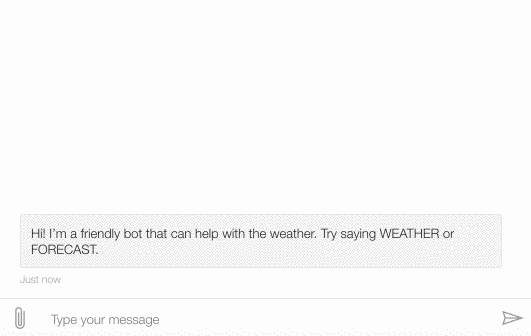 Hi! I'm a friendly bot that can help with the weather. Try saying WEATHER or
FORECAST.
Just now
Type your message